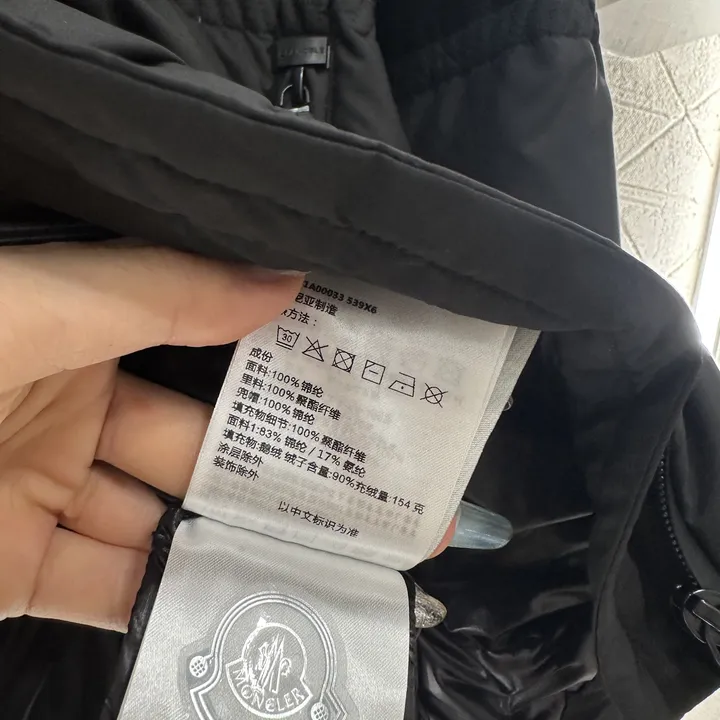 1A00033 539X6
亚制造
方法：
30
成份
面料:100% 锦纶
里料:100% 聚酯纤维
兜帽:100% 锦纶
填充物细节:100% 聚酯纤维
面料1:83% 锦纶 / 17% 氨纶
填充物:鹅绒 绒子含量:90%充绒量:154 克
涂层除外
装饰除外
以中文标识为准
MONCLER